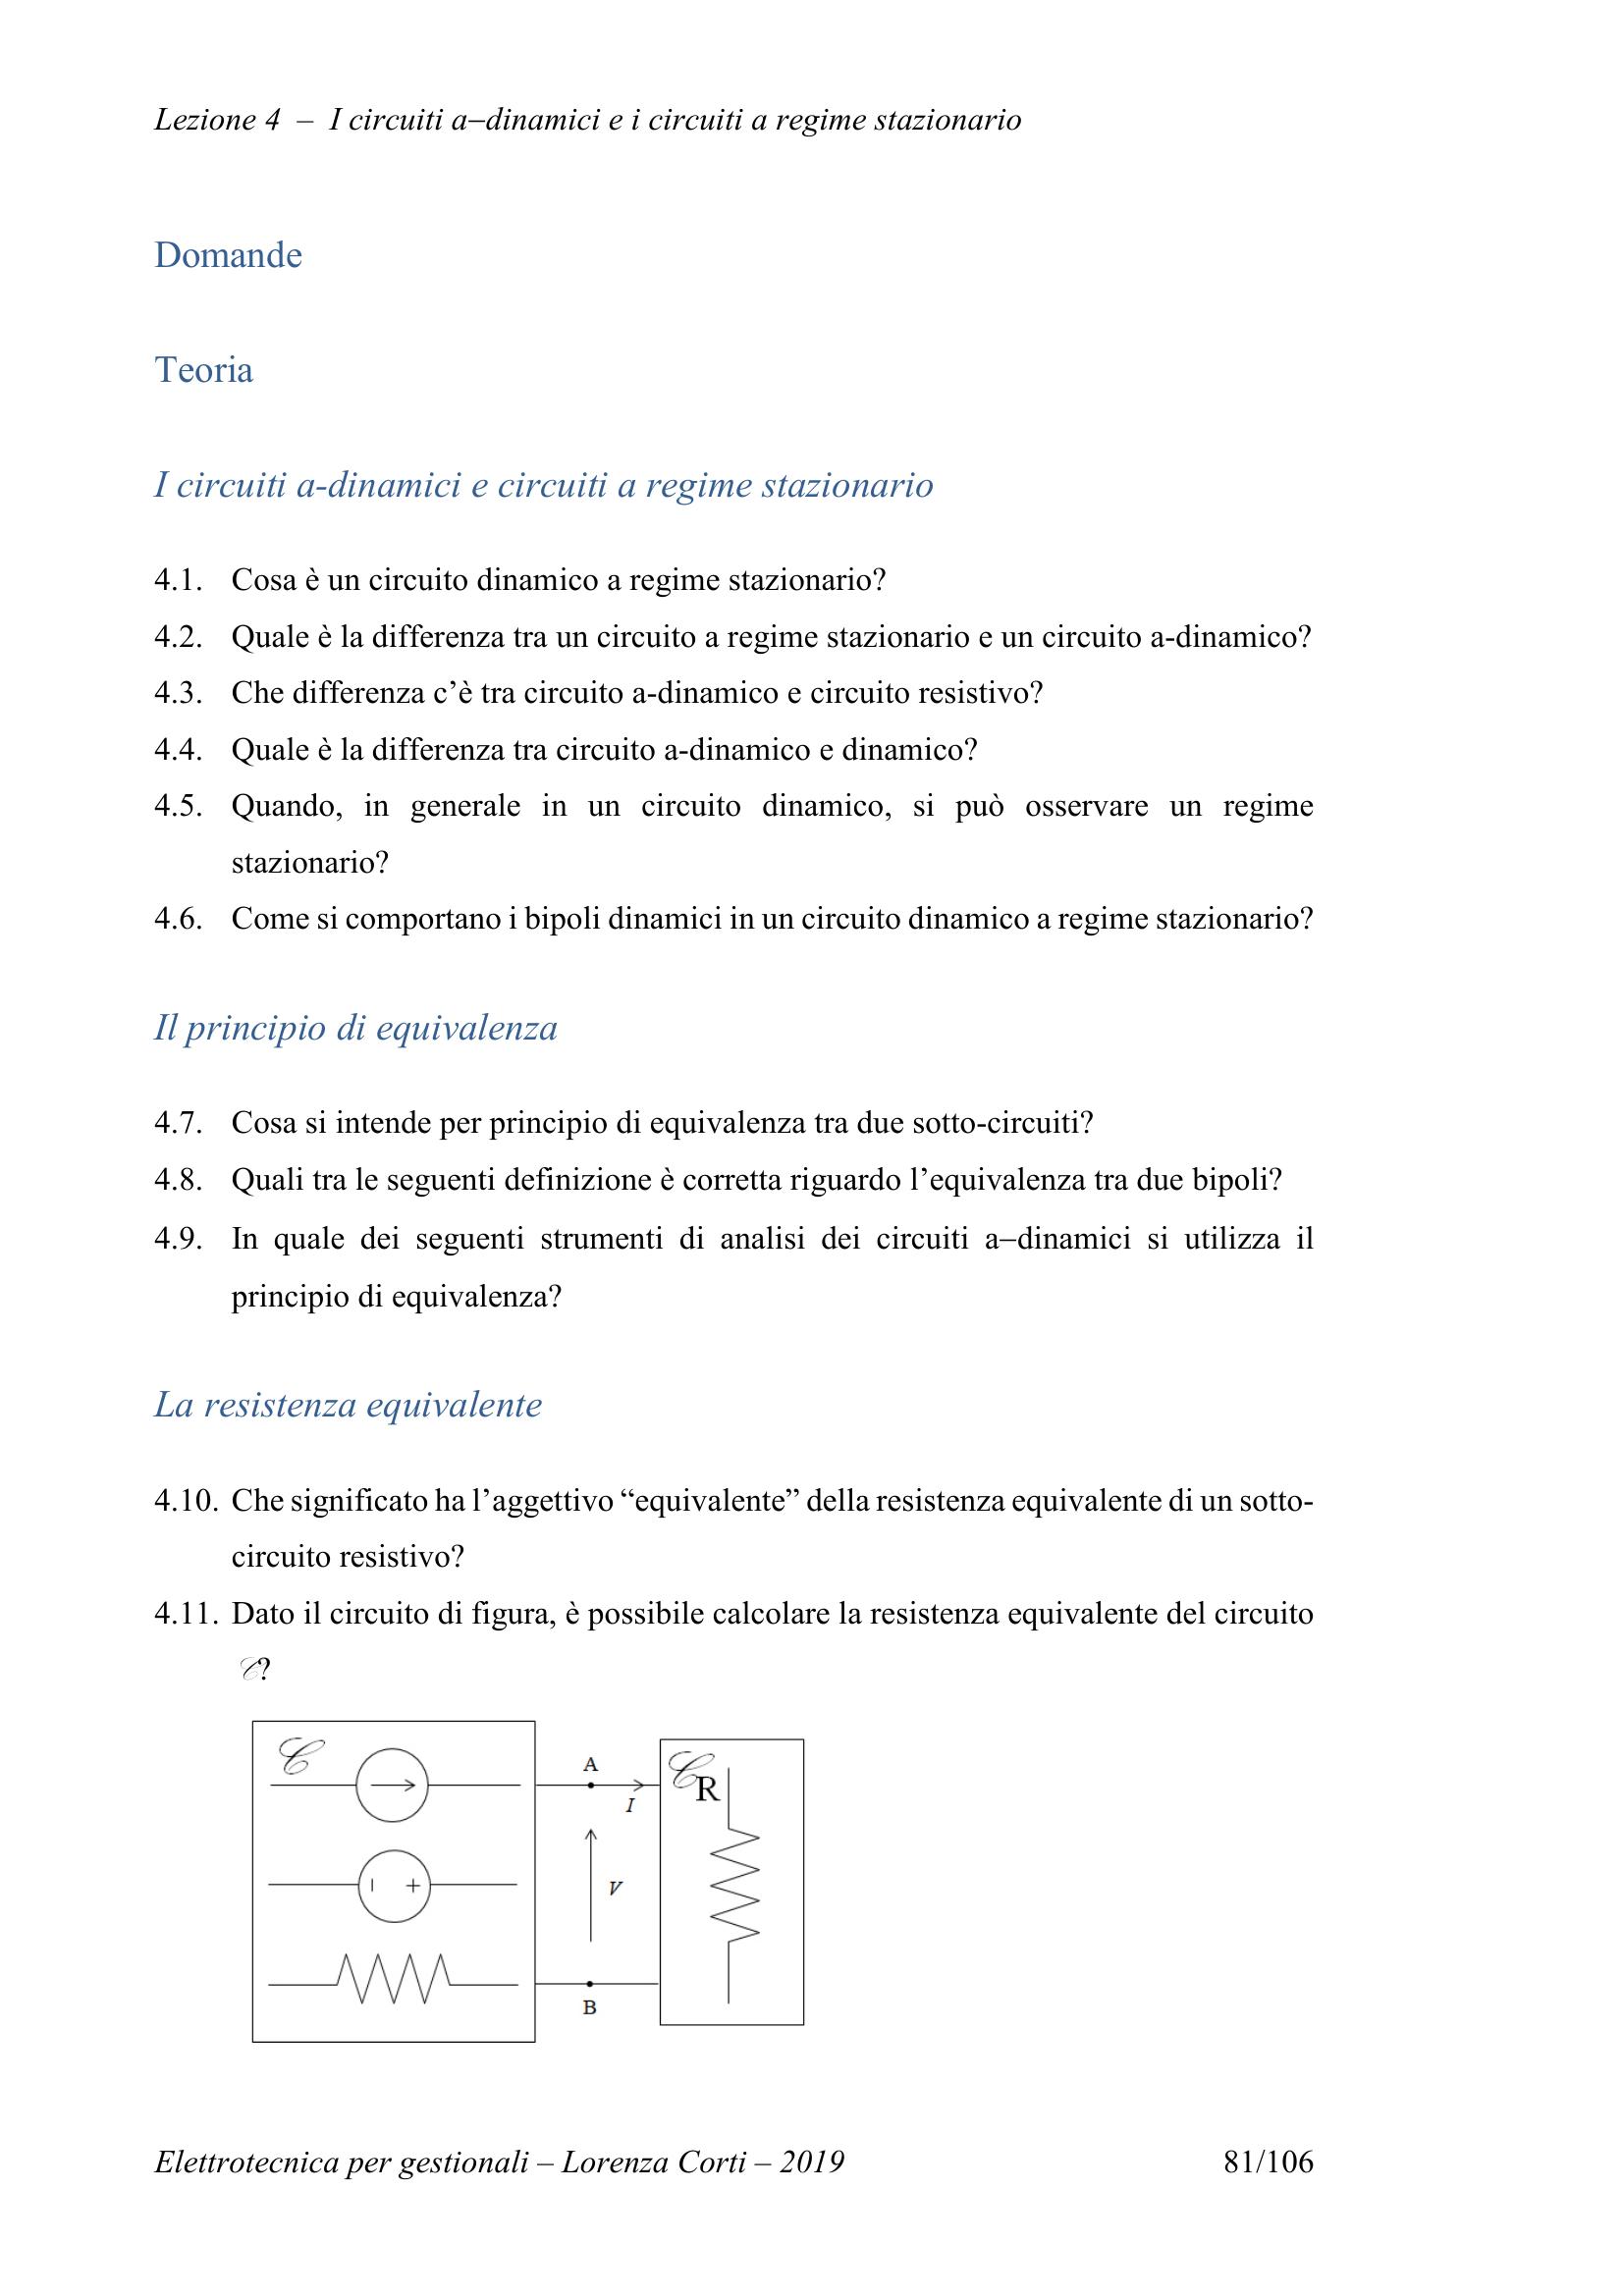 Lezione 4 – I circuiti a–dinamici e i circuiti a regime stazionario
Domande
Teoria
I circuiti a-dinamici e circuiti a regime stazionario
4.1. Cosa è un circuito dinamico a regime stazionario?
4.2. Quale è la differenza tra un circuito a regime stazionario e un circuito a-dinamico?
4.3. Che differenza c’è tra circuito a-dinamico e circuito resistivo?
4.4. Quale è la differenza tra circuito a-dinamico e dinamico?
4.5. Quando, in generale in un circuito dinamico, si può osservare un regime
stazionario?
4.6. Come si comportano i bipoli dinamici in un circuito dinamico a regime stazionario?
Il principio di equivalenza
4.7. Cosa si intende per principio di equivalenza tra due sotto-circuiti?
4.8. Quali tra le seguenti definizione è corretta riguardo l’equivalenza tra due bipoli?
4.9. In quale dei seguenti strumenti di analisi dei circuiti a–dinamici si utilizza il
principio di equivalenza?
La resistenza equivalente
4.10. Che significato ha l’aggettivo “equivalente” della resistenza equivalente di un sotto-
circuito resistivo?
4.11. Dato il circuito di figura, è possibile calcolare la resistenza equivalente del circuito
𝒞?
𝒞
A
I
𝒞R
V
B
Elettrotecnica per gestionali – Lorenza Corti – 2019 81/106